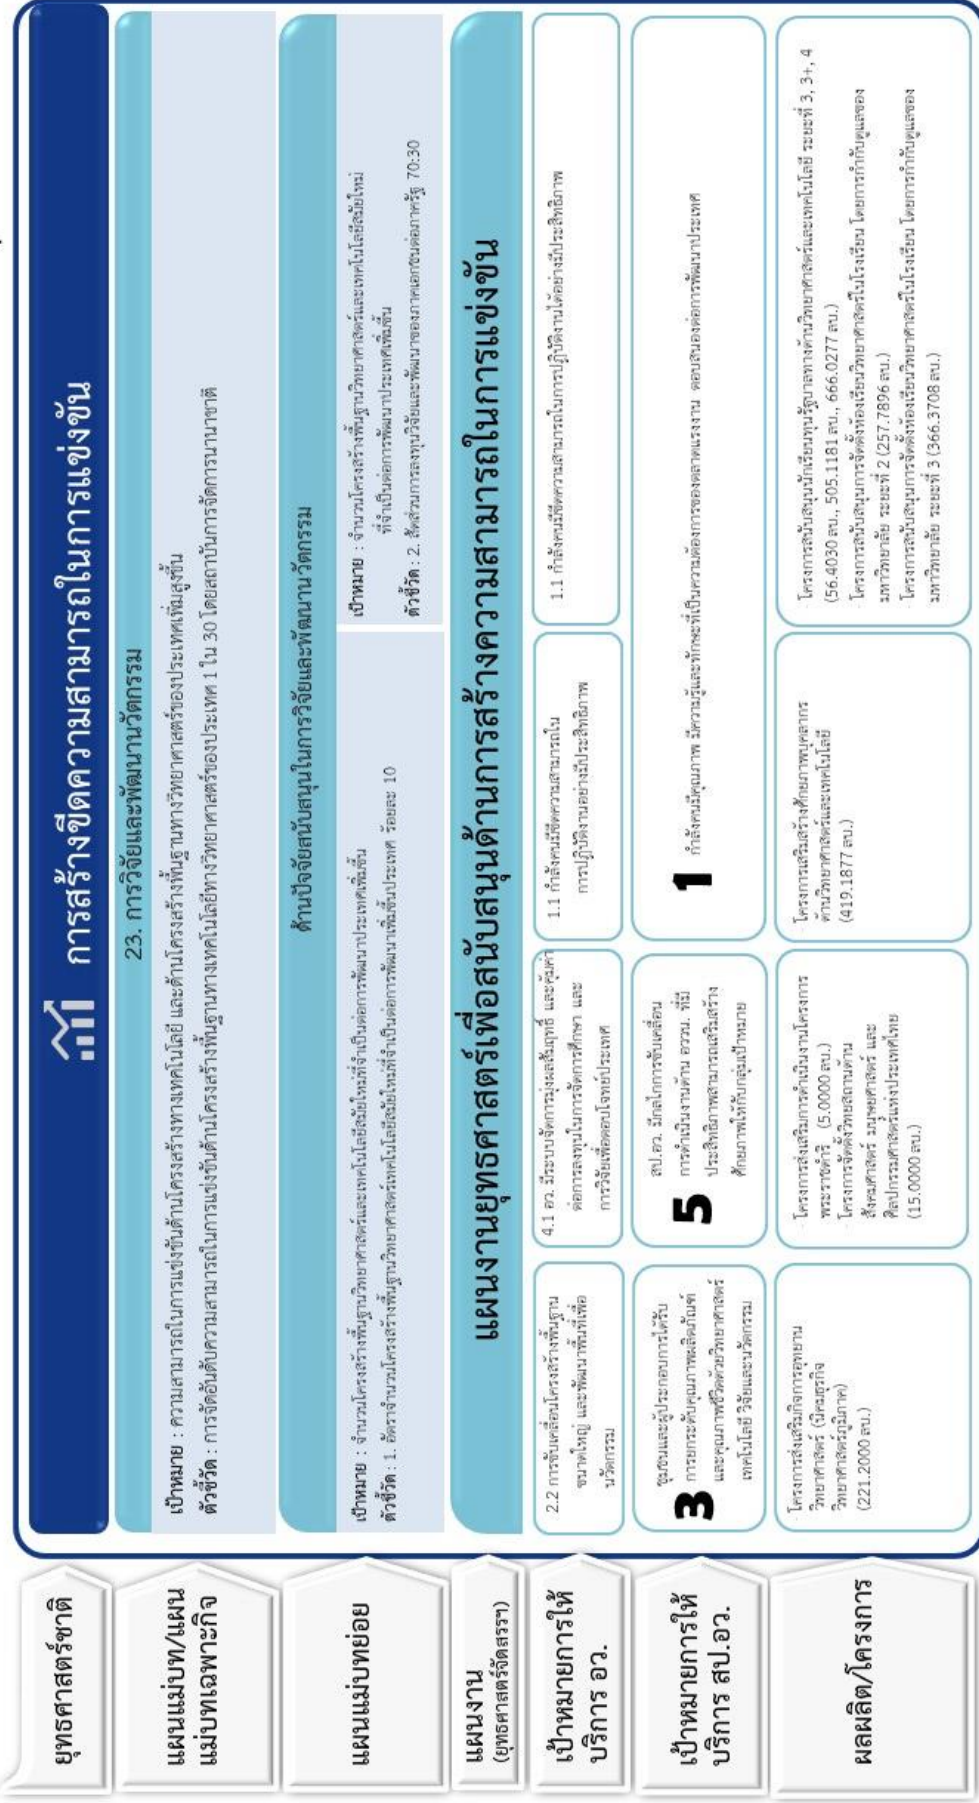 ยุทธศาสตร์ชาติ
การสร้างขีดความสามารถในการแข่งขัน
แผนแม่บท/แผน
แม่บทเฉพาะกิจ
23. การวิจัยและพัฒนานวัตกรรม
เป้าหมาย : ความสามารถในการแข่งขันด้านโครงสร้างทางเทคโนโลยี และด้านโครงสร้างพื้นฐานทางวิทยาศาสตร์ของประเทศเพิ่มสูงขึ้น
ตัวชี้วัด : การจัดอันดับความสามารถในการแข่งขันด้านโครงสร้างพื้นฐานทางเทคโนโลยีทางวิทยาศาสตร์ของประเทศ 1 ใน 30 โดยสถาบันการจัดการนานาชาติ
แผนแม่บทย่อย
ด้านปัจจัยสนับสนุนในการวิจัยและพัฒนานวัตกรรม
เป้าหมาย : จำนวนโครงสร้างพื้นฐานวิทยาศาสตร์และเทคโนโลยีสมัยใหม่ที่จำเป็นต่อการพัฒนาประเทศเพิ่มขึ้น
ตัวชี้วัด : 1. อัตราจำนวนโครงสร้างพื้นฐานวิทยาศาสตร์เทคโนโลยีสมัยใหม่ที่จำเป็นต่อการพัฒนาเพิ่มขึ้นประเทศ ร้อยละ 10
เป้าหมาย : จำนวนโครงสร้างพื้นฐานวิทยาศาสตร์และเทคโนโลยีสมัยใหม่
ที่จำเป็นต่อการพัฒนาประเทศเพิ่มขึ้น
ตัวชี้วัด : 2. สัดส่วนการลงทุนวิจัยและพัฒนาของภาคเอกชนต่อภาครัฐ 70:30
แผนงาน
(ยุทธศาสตร์จัดสรรฯ)
แผนงานยุทธศาสตร์เพื่อสนับสนุนด้านการสร้างความสามารถในการแข่งขัน
เป้าหมายการให้
บริการ อว.
2.2 การขับเคลื่อนโครงสร้างพื้นฐาน
ขนาดใหญ่ และพัฒนาพื้นที่เพื่อ
นวัตกรรม
4.1 อว. มีระบบจัดการมุ่งผลสัมฤทธิ์ และคุ้มค่า
ต่อการลงทุนในการจัดการศึกษา และ
การวิจัยเพื่อตอบโจทย์ประเทศ
1.1 กำลังคนมีขีดความสามารถใน
การปฏิบัติงานอย่างมีประสิทธิภาพ
1.1 กำลังคนมีขีดความสามารถในการปฏิบัติงานได้อย่างมีประสิทธิภาพ
เป้าหมายการให้
บริการ สป.อว.
3
ชุมชนและผู้ประกอบการได้รับ
การยกระดับคุณภาพผลิตภัณฑ์
และคุณภาพชีวิตด้วยวิทยาศาสตร์
เทคโนโลยี วิจัยและนวัตกรรม
5
สป.อว. มีกลไกการขับเคลื่อน
การดำเนินงานด้าน อววน. ที่มี
ประสิทธิภาพสามารถเสริมสร้าง
ศักยภาพให้กับกลุ่มเป้าหมาย
1
กำลังคนมีคุณภาพ มีความรู้และทักษะที่เป็นความต้องการของตลาดแรงงาน ตอบสนองต่อการพัฒนาประเทศ
ผลผลิต/โครงการ
โครงการส่งเสริมกิจการอุทยาน
วิทยาศาสตร์ (นิคมธุรกิจ
วิทยาศาสตร์ภูมิภาค)
(221.2000 ลบ.)
- โครงการส่งเสริมการดำเนินงานโครงการ
พระราชดำริ (5.0000 ลบ.)
- โครงการจัดตั้งวิทยสถานด้าน
สังคมศาสตร์ มนุษยศาสตร์ และ
ศิลปกรรมศาสตร์แห่งประเทศไทย
(15.0000 ลบ.)
- โครงการเสริมสร้างศักยภาพบุคลากร
ด้านวิทยาศาสตร์และเทคโนโลยี
(419.1877 ลบ.)
โครงการสนับสนุนนักเรียนทุนรัฐบาลทางด้านวิทยาศาสตร์และเทคโนโลยี ระยะที่ 3, 3+, 4
(56.4030 ลบ., 505.1181 ลบ., 666.0277 ลบ.)
- โครงการสนับสนุนการจัดตั้งห้องเรียนวิทยาศาสตร์ในโรงเรียน โดยการกำกับดูแลของ
มหาวิทยาลัย ระยะที่ 2 (257.7896 ลบ.)
- โครงการสนับสนุนการจัดตั้งห้องเรียนวิทยาศาสตร์ในโรงเรียน โดยการกำกับดูแลของ
มหาวิทยาลัย ระยะที่ 3 (366.3708 ลบ.)